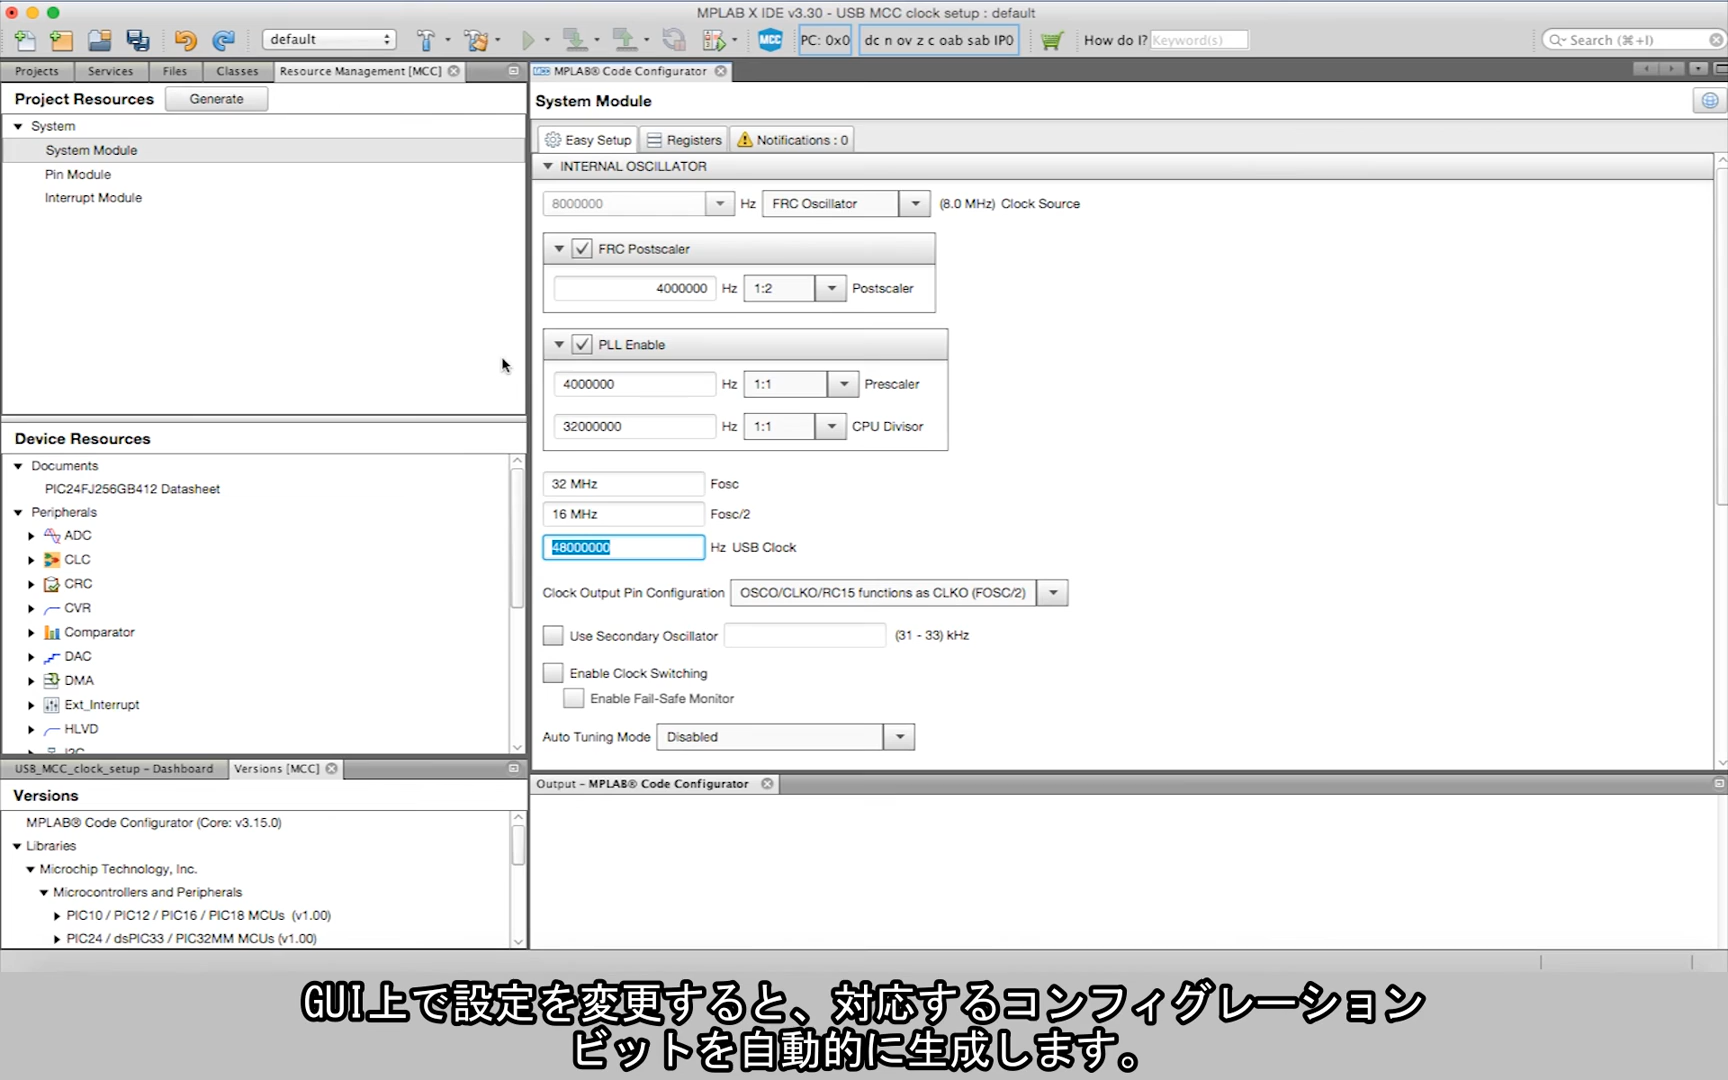 MPLAB X IDE v3.30 - USB MCC clock setup : default
default
MCC
PC: 0x0
dc n ov z c oab sab IP0
How do I?
Keyword(s)
Search (⌘+I)
Projects
Services
Files
Classes
Resource Management [MCC]
Project Resources
Generate
System
System Module
Pin Module
Interrupt Module
Device Resources
Documents
PIC24FJ256GB412 Datasheet
Peripherals
ADC
CLC
CRC
CVR
Comparator
DAC
DMA
Ext_Interrupt
HLVD
I2C
USB_MCC_clock_setup - Dashboard
Versions [MCC]
Versions
MPLAB® Code Configurator (Core: v3.15.0)
Libraries
Microchip Technology, Inc.
Microcontrollers and Peripherals
PIC10 / PIC12 / PIC16 / PIC18 MCUs (v1.00)
PIC24 / dsPIC33 / PIC32MM MCUs (v1.00)
MPLAB® Code Configurator
System Module
Easy Setup
Registers
Notifications : 0
INTERNAL OSCILLATOR
8000000 Hz FRC Oscillator (8.0 MHz) Clock Source
FRC Postscaler
4000000 Hz 1:2 Postscaler
PLL Enable
4000000 Hz 1:1 Prescaler
32000000 Hz 1:1 CPU Divisor
32 MHz Fosc
16 MHz Fosc/2
48000000 Hz USB Clock
Clock Output Pin Configuration OSCO/CLKO/RC15 functions as CLKO (FOSC/2)
Use Secondary Oscillator (31 - 33) kHz
Enable Clock Switching
Enable Fail-Safe Monitor
Auto Tuning Mode Disabled
Output - MPLAB® Code Configurator
GUI上で設定を変更すると、対応するコンフィグレーション
ビットを自動的に生成します。